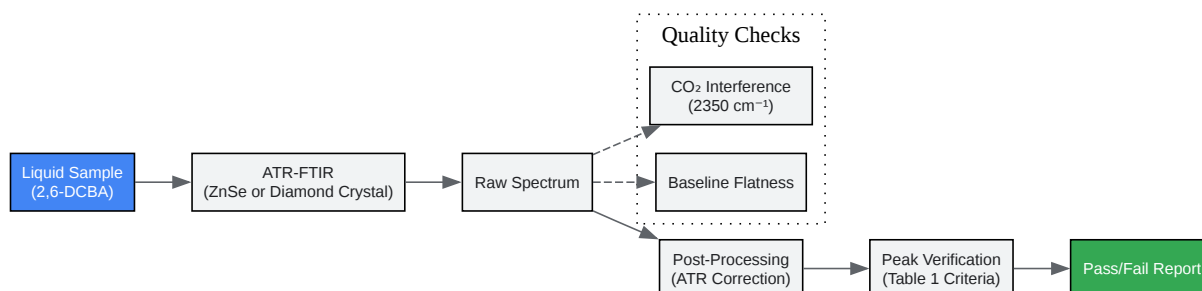 Quality Checks
CO₂ Interference
(2350 cm⁻¹)
Liquid Sample
(2,6-DCBA)
ATR-FTIR
(ZnSe or Diamond Crystal)
Raw Spectrum
Baseline Flatness
Post-Processing
(ATR Correction)
Peak Verification
(Table 1 Criteria)
Pass/Fail Report